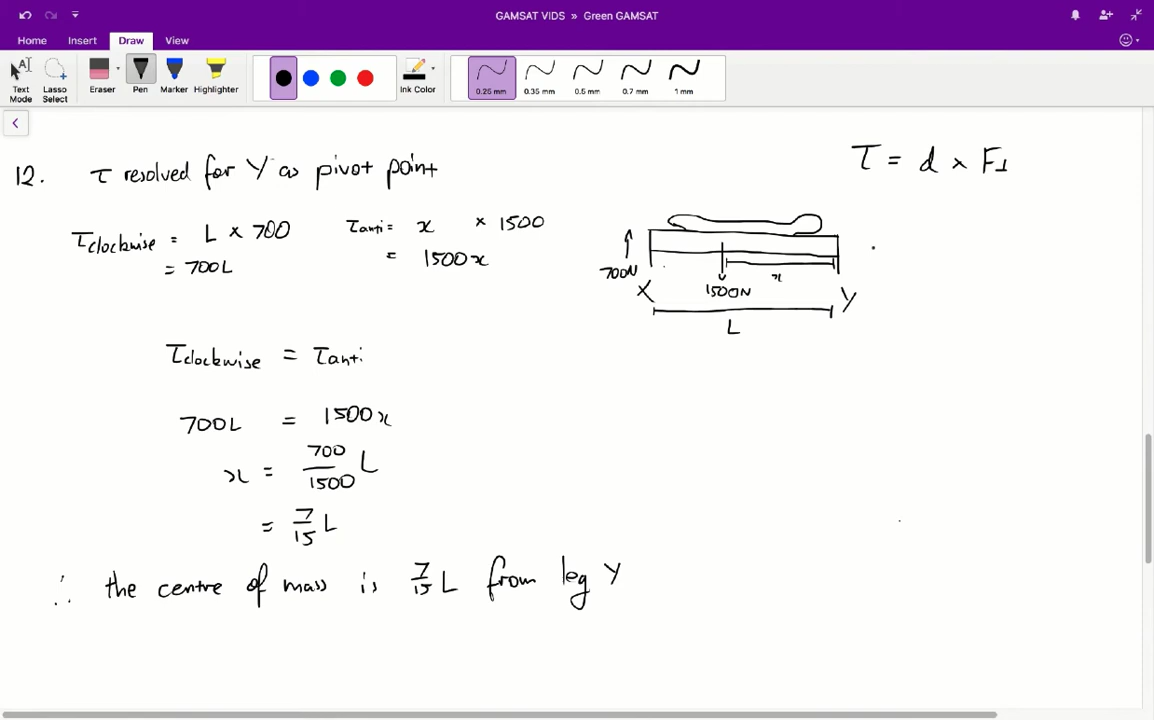 GAMSAT VIDS » Green GAMSAT
Home Insert Draw View
Text Mode
Lasso Select
Eraser
Pen
Marker
Highlighter
Ink Color
0.25 mm
0.35 mm
0.5 mm
0.7 mm
1 mm
12. τ resolved for Y as pivot point
τ = d × F⊥
τclockwise = L × 700
= 700L
τanti = x × 1500
= 1500x
700N
X
1500N
x
Y
L
τclockwise = τanti
700L = 1500x
x = 700/1500 L
= 7/15 L
∴ the centre of mass is 7/15 L from leg Y